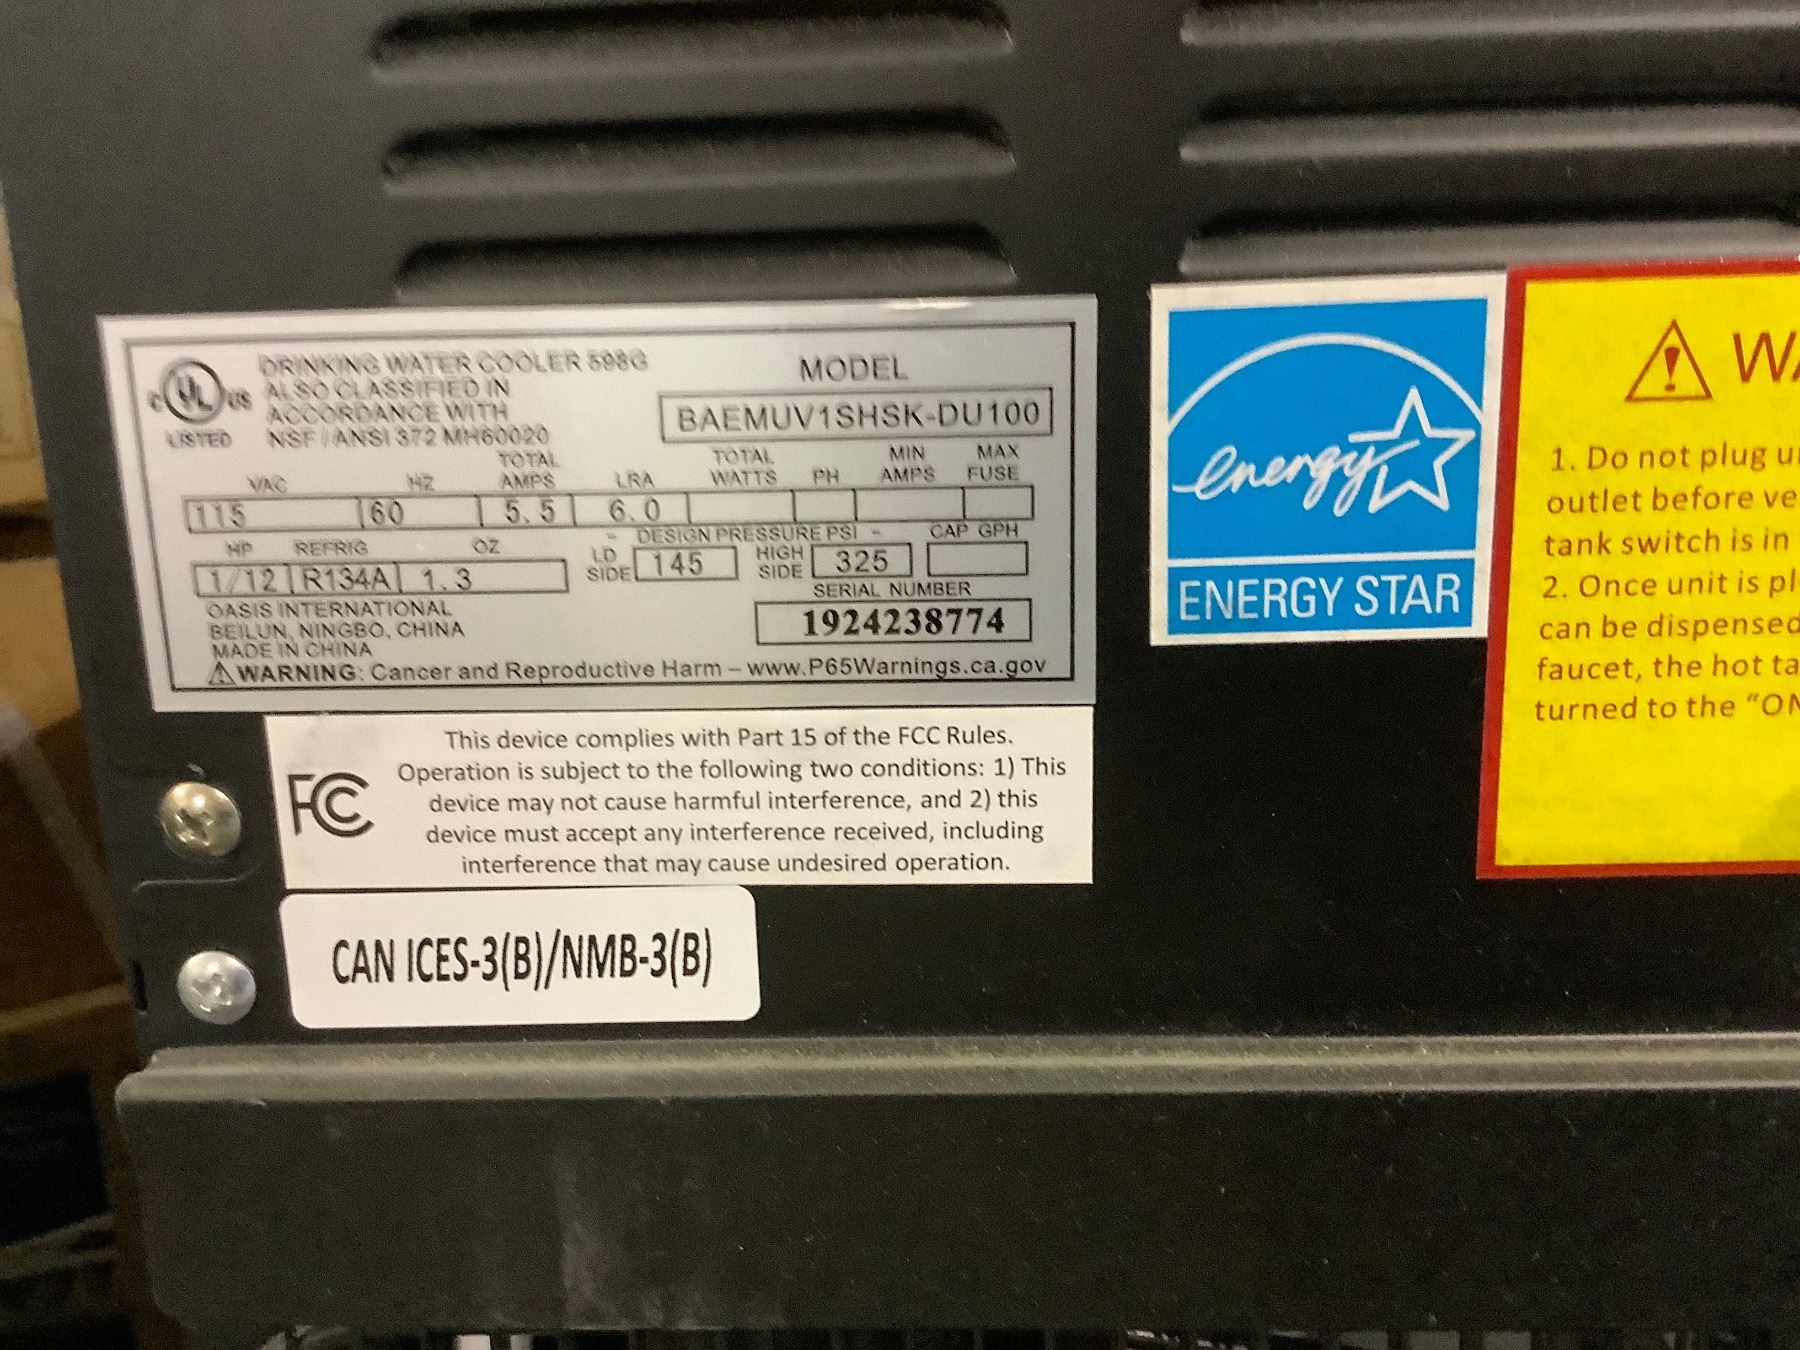 C UL US
LISTED
DRINKING WATER COOLER 598G
ALSO CLASSIFIED IN
ACCORDANCE WITH
NSF/ANSI 372 MH60020
MODEL
BAEMUV1SHSK-DU100
VAC HZ TOTAL AMPS LRA TOTAL WATTS PH MIN AMPS MAX FUSE
115 60 5.5 6.0
HP REFRIG OZ
1/12 R134A 1.3
- DESIGN PRESSURE PSI - CAP GPH
LO SIDE 145 HIGH SIDE 325
SERIAL NUMBER
1924238774
OASIS INTERNATIONAL
BEILUN, NINGBO, CHINA
MADE IN CHINA
WARNING: Cancer and Reproductive Harm – www.P65Warnings.ca.gov
FC
This device complies with Part 15 of the FCC Rules.
Operation is subject to the following two conditions: 1) This
device may not cause harmful interference, and 2) this
device must accept any interference received, including
interference that may cause undesired operation.
CAN ICES-3(B)/NMB-3(B)
energy
ENERGY STAR
1. Do not plug
outlet before
tank switch is in
2. Once unit is
can be dispensed
faucet, the hot
turned to the